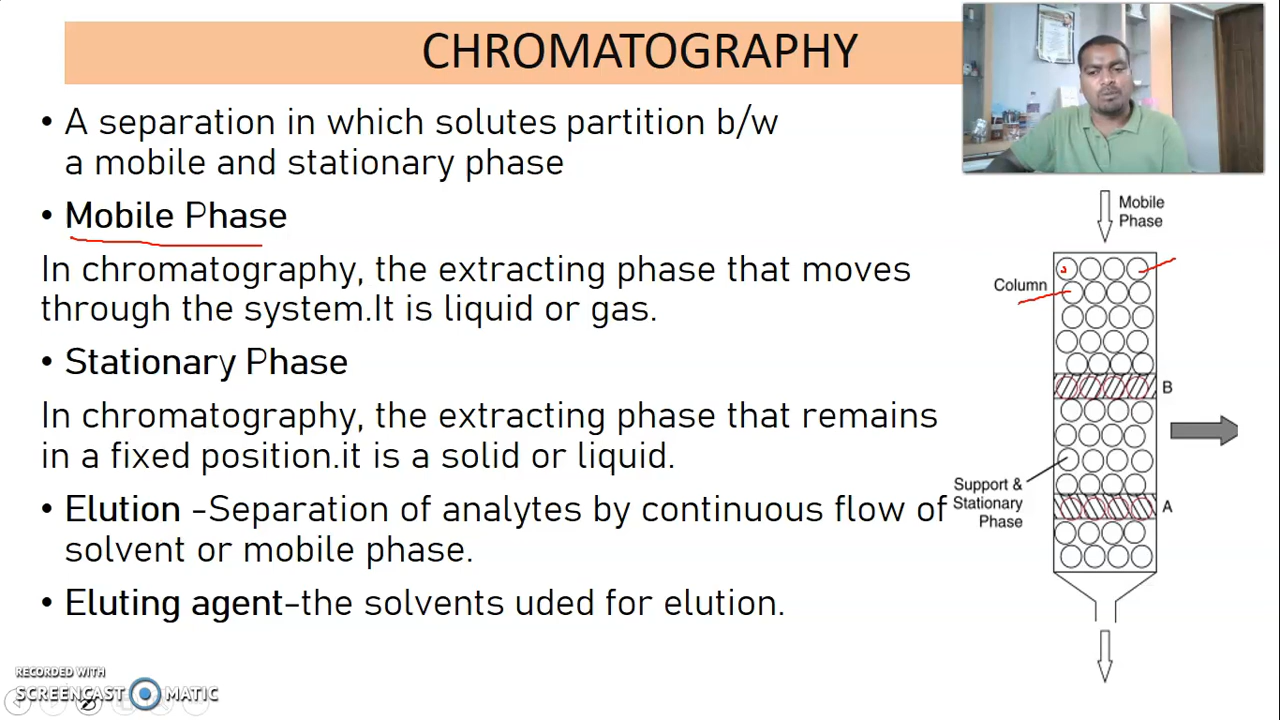 CHROMATOGRAPHY
• A separation in which solutes partition b/w
a mobile and stationary phase
• Mobile Phase
In chromatography, the extracting phase that moves
through the system.It is liquid or gas.
• Stationary Phase
In chromatography, the extracting phase that remains
in a fixed position.it is a solid or liquid.
• Elution -Separation of analytes by continuous flow of
solvent or mobile phase.
• Eluting agent-the solvents uded for elution.
Mobile
Phase
Column
B
Support &
Stationary
Phase
A
RECORDED WITH
SCREENCAST MATIC